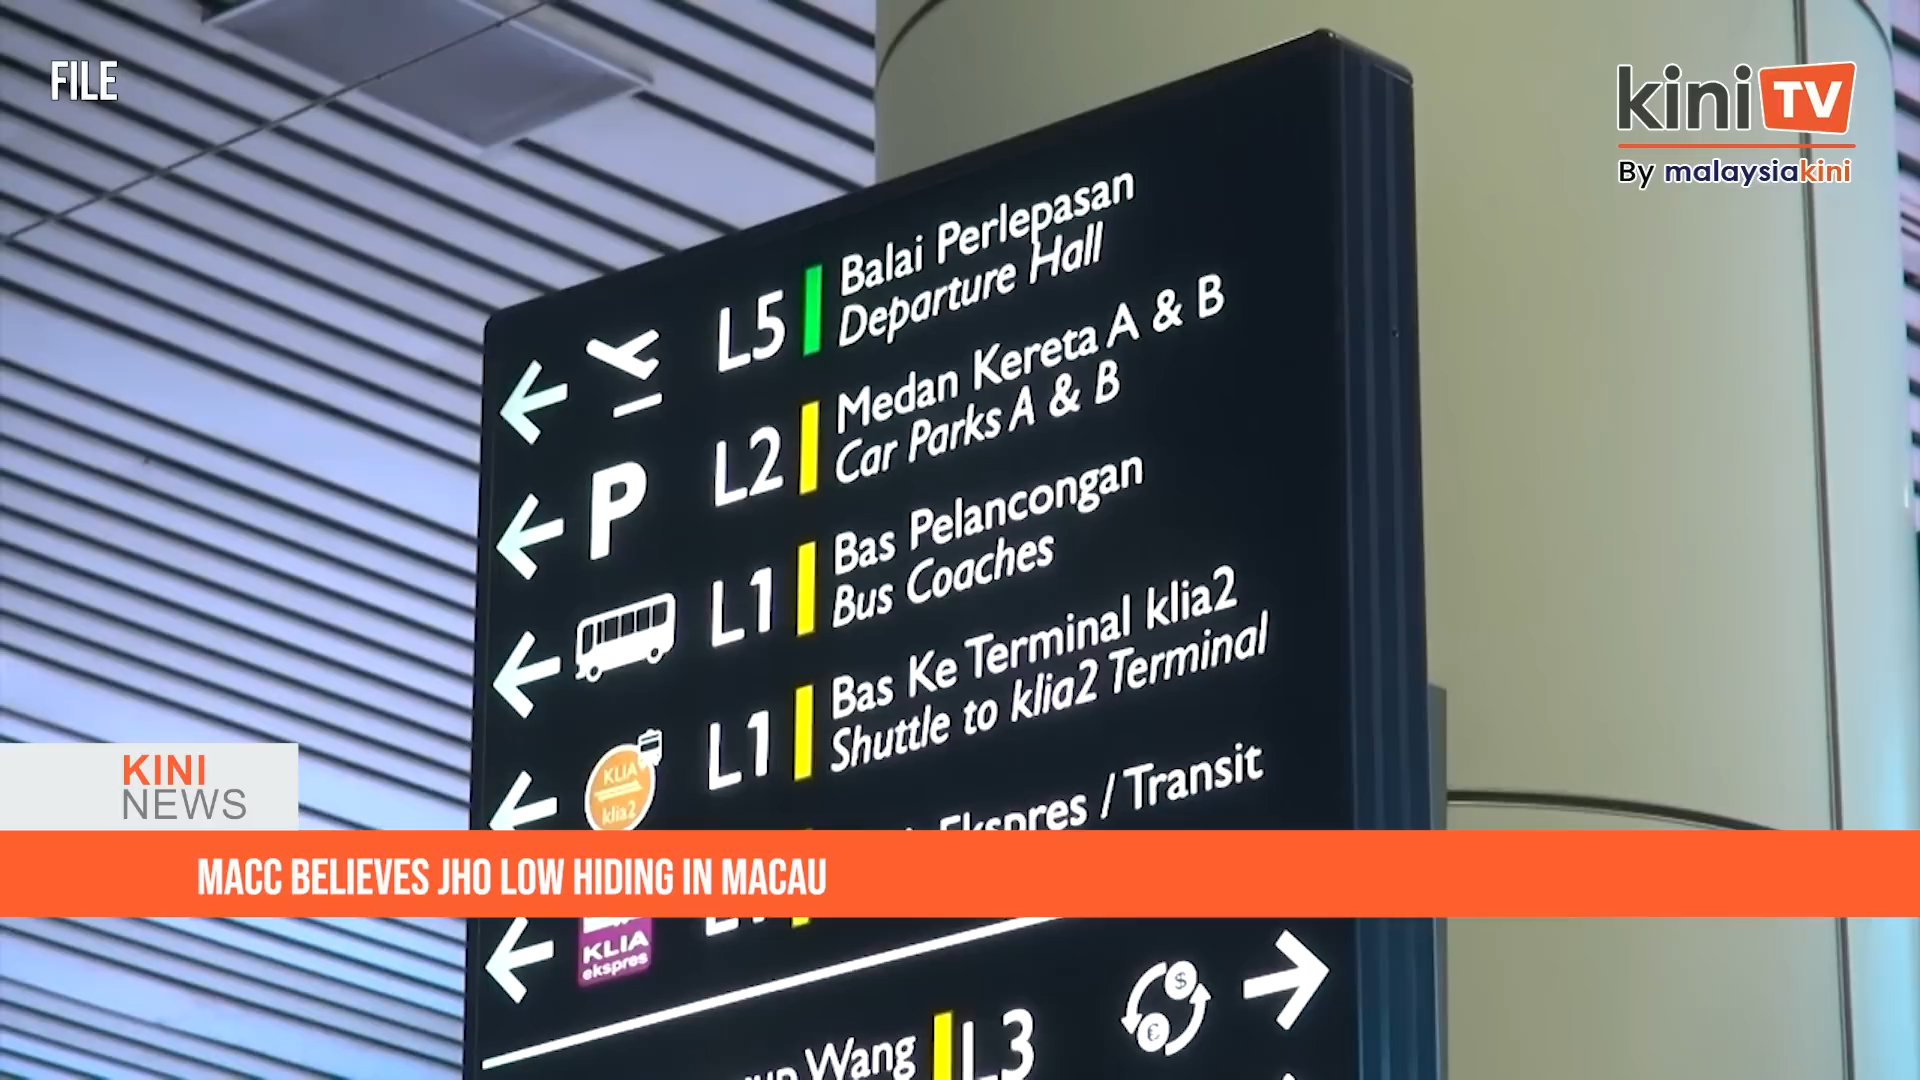 FILE
kini TV
By malaysiakini
L5 Balai Perlepasan
Departure Hall
L2 Medan Kereta A & B
P Car Parks A & B
L1 Bas Pelancongan
Bus Coaches
L1 Bas Ke Terminal klia2
Shuttle to klia2 Terminal
KLIA
klia2
Ekspres / Transit
KINI
NEWS
MACC BELIEVES JHO LOW HIDING IN MACAU
KLIA
ekspres
Wang L3
$
€